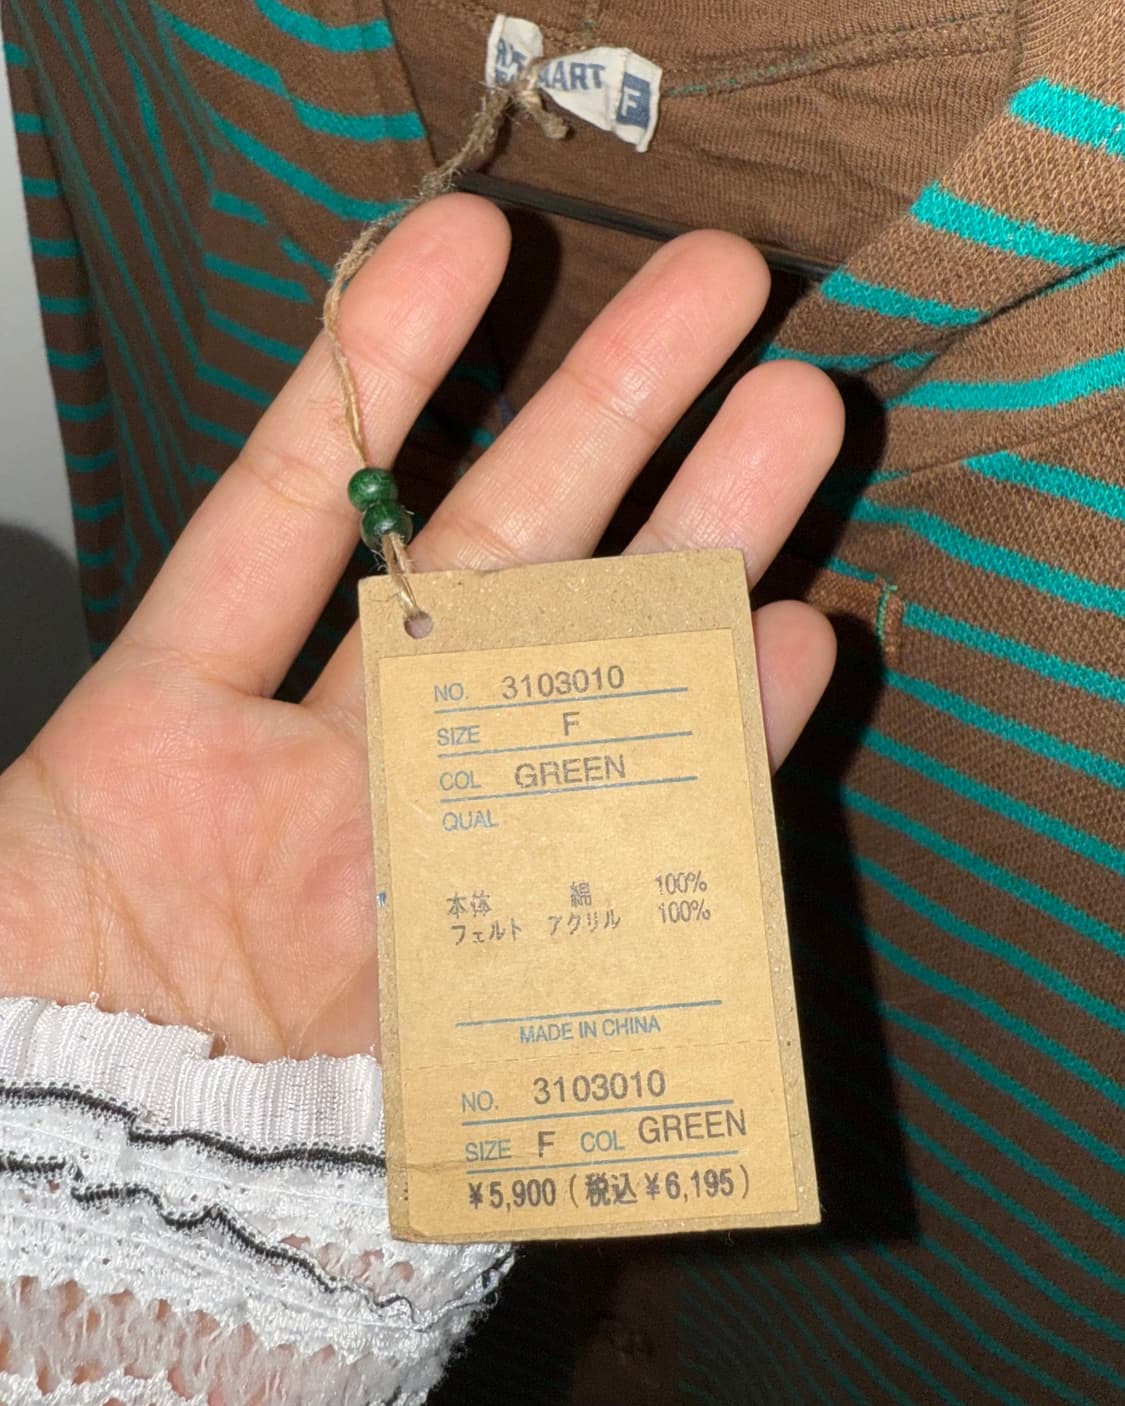 MART
F
NO. 3103010
SIZE F
COL GREEN
QUAL
本体 綿 100%
フェルト アクリル 100%
MADE IN CHINA
NO. 3103010
SIZE F COL GREEN
¥5,900 (税込 ¥6,195)